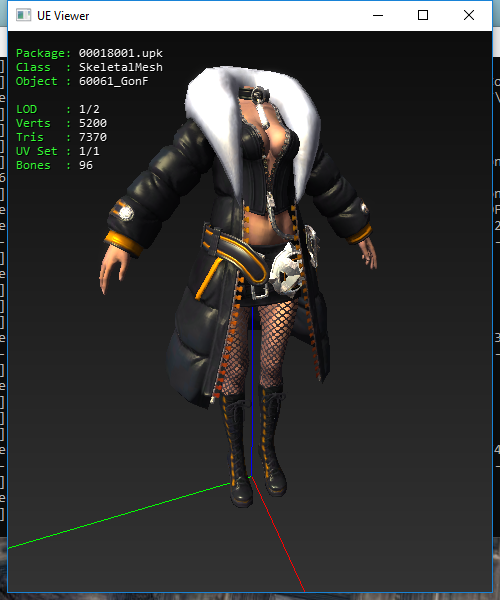 UE Viewer
Package: 00018001.upk
Class : SkeletalMesh
Object : 60061_GonF
LOD : 1/2
Verts : 5200
Tris : 7370
UV Set : 1/1
Bones : 96